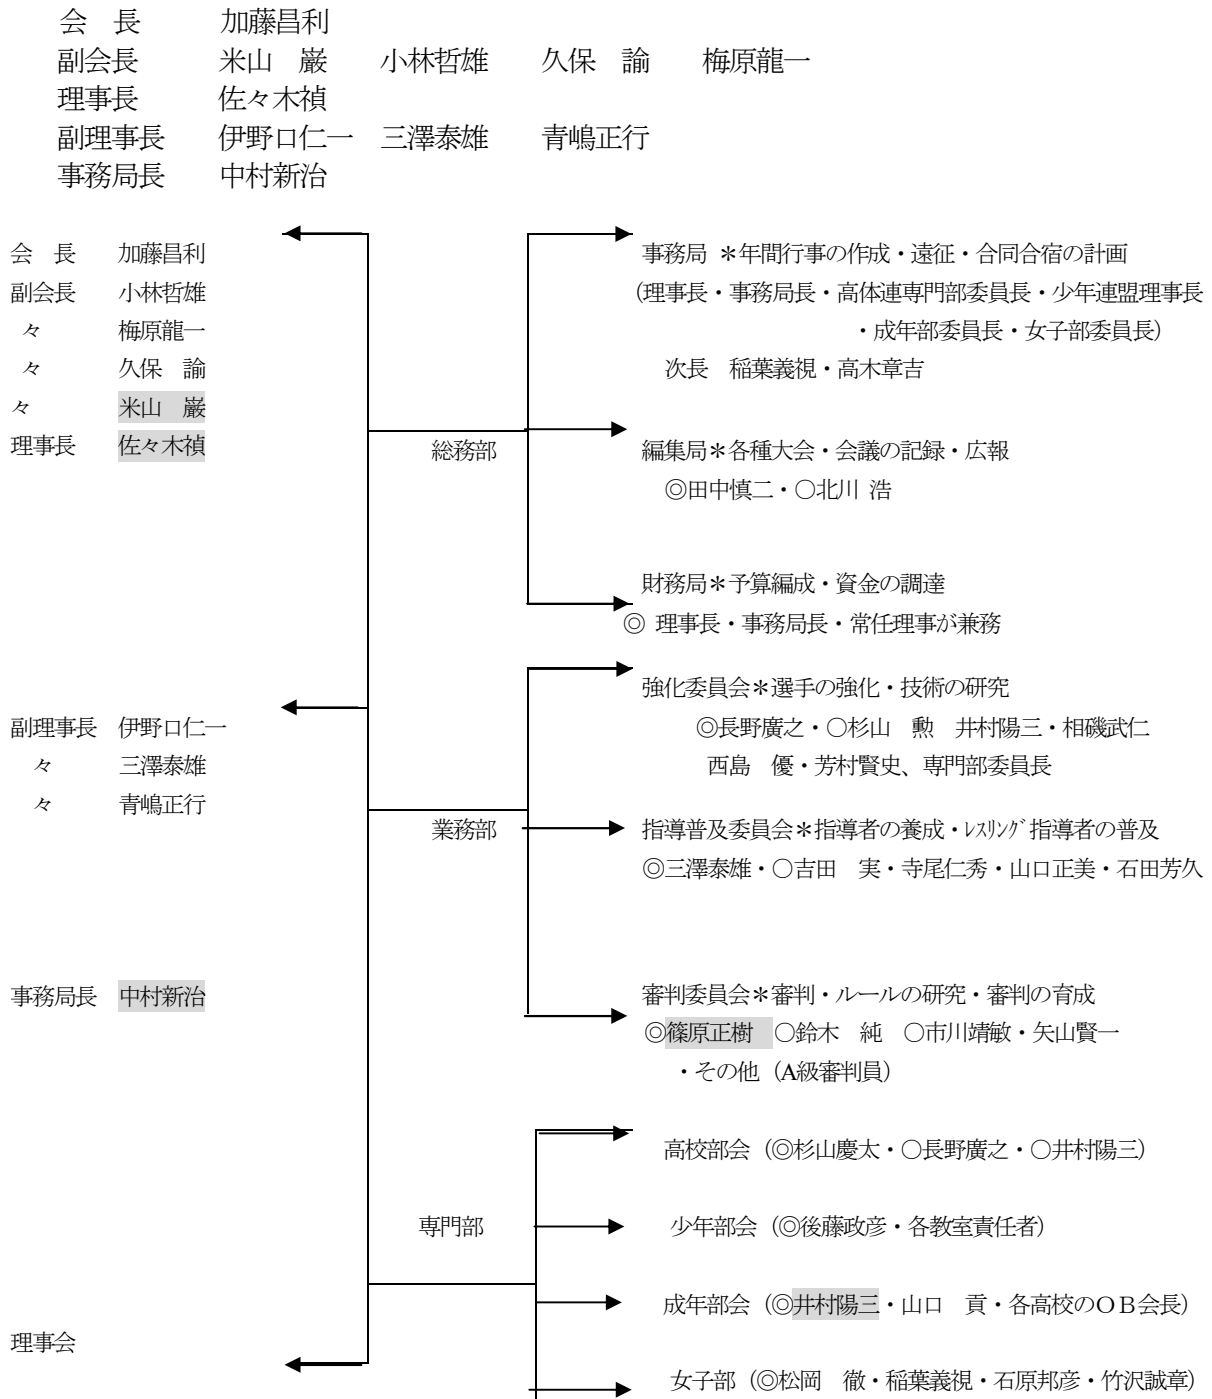 会　長　　　加藤昌利
副会長　　　米山　巌　　小林哲雄　　久保　諭　　梅原龍一
理事長　　　佐々木禎
副理事長　　伊野口仁一　三澤泰雄　　青嶋正行
事務局長　　中村新治
会　長　　加藤昌利
副会長　　小林哲雄
々　　　　梅原龍一
々　　　　久保　諭
々　　　　米山　巌
理事長　　佐々木禎
総務部
事務局 ＊年間行事の作成・遠征・合同合宿の計画
（理事長・事務局長・高体連専門部委員長・少年連盟理事長
・成年部委員長・女子部委員長）
次長　稲葉義視・高木章吉
編集局＊各種大会・会議の記録・広報
◎田中慎二・○北川 浩
財務局＊予算編成・資金の調達
◎ 理事長・事務局長・常任理事が兼務
副理事長　伊野口仁一
々　　　　三澤泰雄
々　　　　青嶋正行
業務部
強化委員会＊選手の強化・技術の研究
◎長野廣之・○杉山　勲　井村陽三・相磯武仁
西島　優・芳村賢史、専門部委員長
指導普及委員会＊指導者の養成・ﾚｽﾘﾝｸﾞ指導者の普及
◎三澤泰雄・○吉田　実・寺尾仁秀・山口正美・石田芳久
事務局長　中村新治
審判委員会＊審判・ルールの研究・審判の育成
◎篠原正樹　○鈴木　純　○市川靖敏・矢山賢一
・その他（A級審判員）
専門部
高校部会（◎杉山慶太・○長野廣之・○井村陽三）
少年部会（◎後藤政彦・各教室責任者）
成年部会（◎井村陽三・山口　貢・各高校のＯＢ会長）
理事会
女子部（◎松岡　徹・稲葉義視・石原邦彦・竹沢誠章）